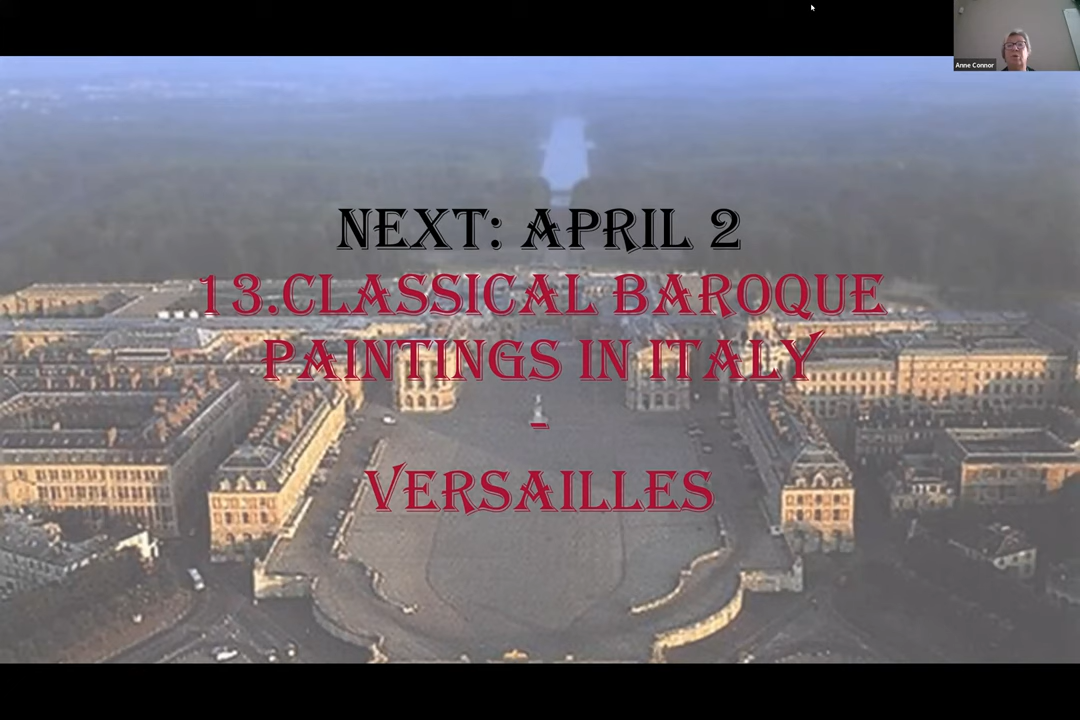 Anne Connor
NEXT: APRIL 2
13.CLASSICAL BAROQUE
PAINTINGS IN ITALY
-
VERSAILLES